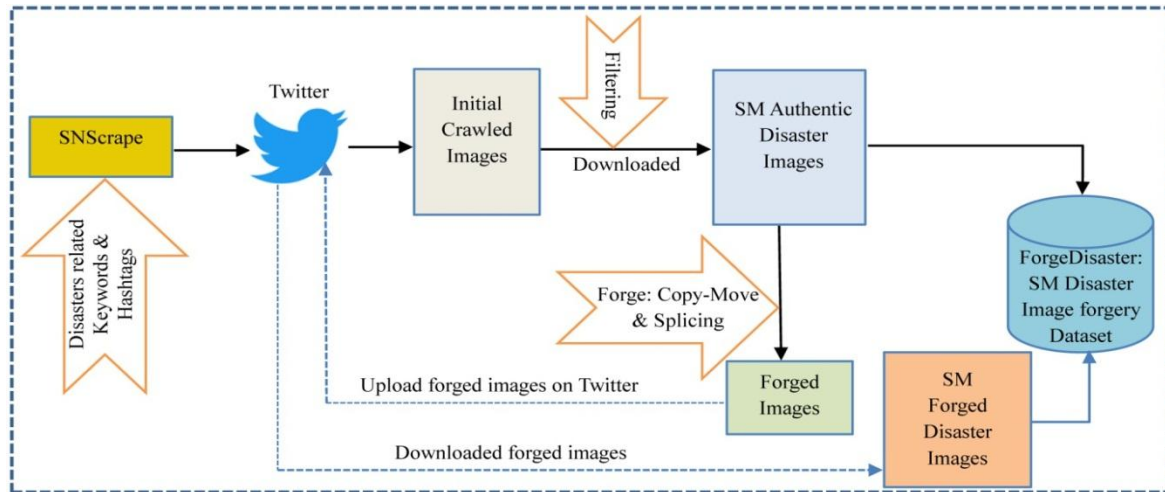 Twitter
SNScrape
Disasters related
Keywords &
Hashtags
Initial
Crawled
Images
Filtering
Downloaded
SM Authentic
Disaster
Images
Forge: Copy-Move
& Splicing
ForgeDisaster:
SM Disaster
Image forgery
Dataset
Upload forged images on Twitter
Forged
Images
SM
Forged
Disaster
Images
Downloaded forged images